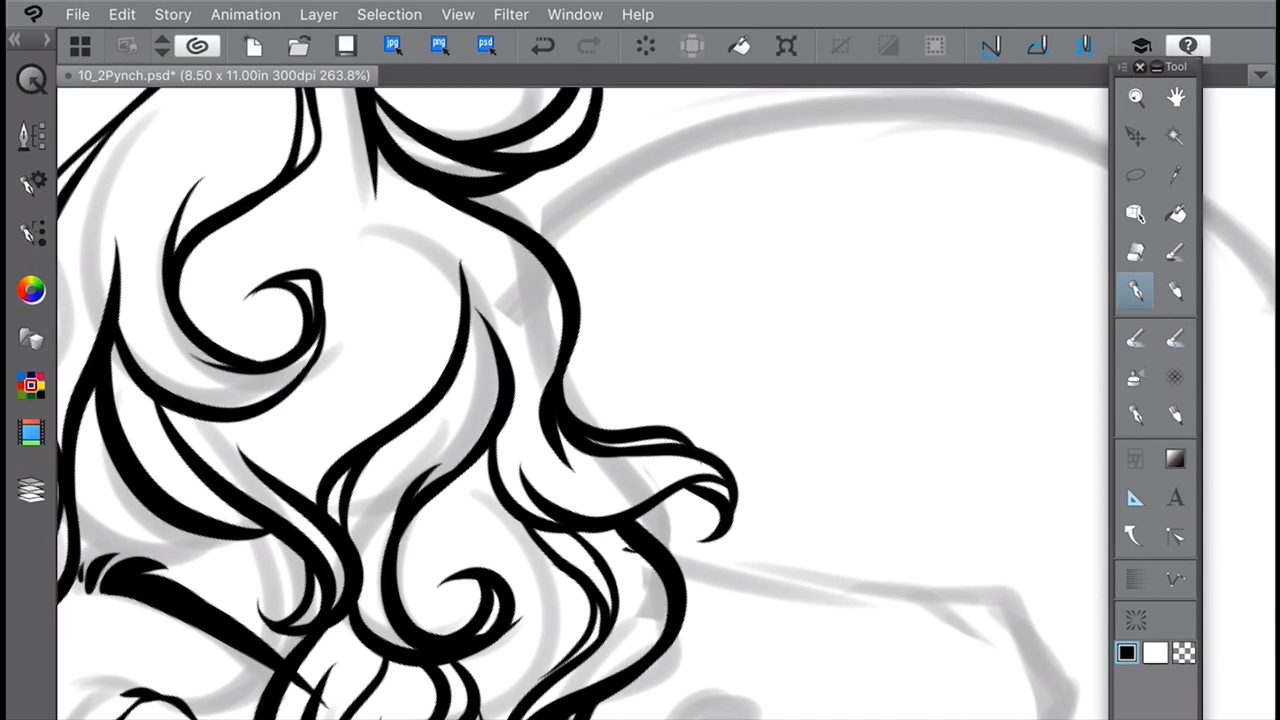 File Edit Story Animation Layer Selection View Filter Window Help
jpg png psd
10_2Pynch.psd* (8.50 x 11.00in 300dpi 263.8%)
Tool
A